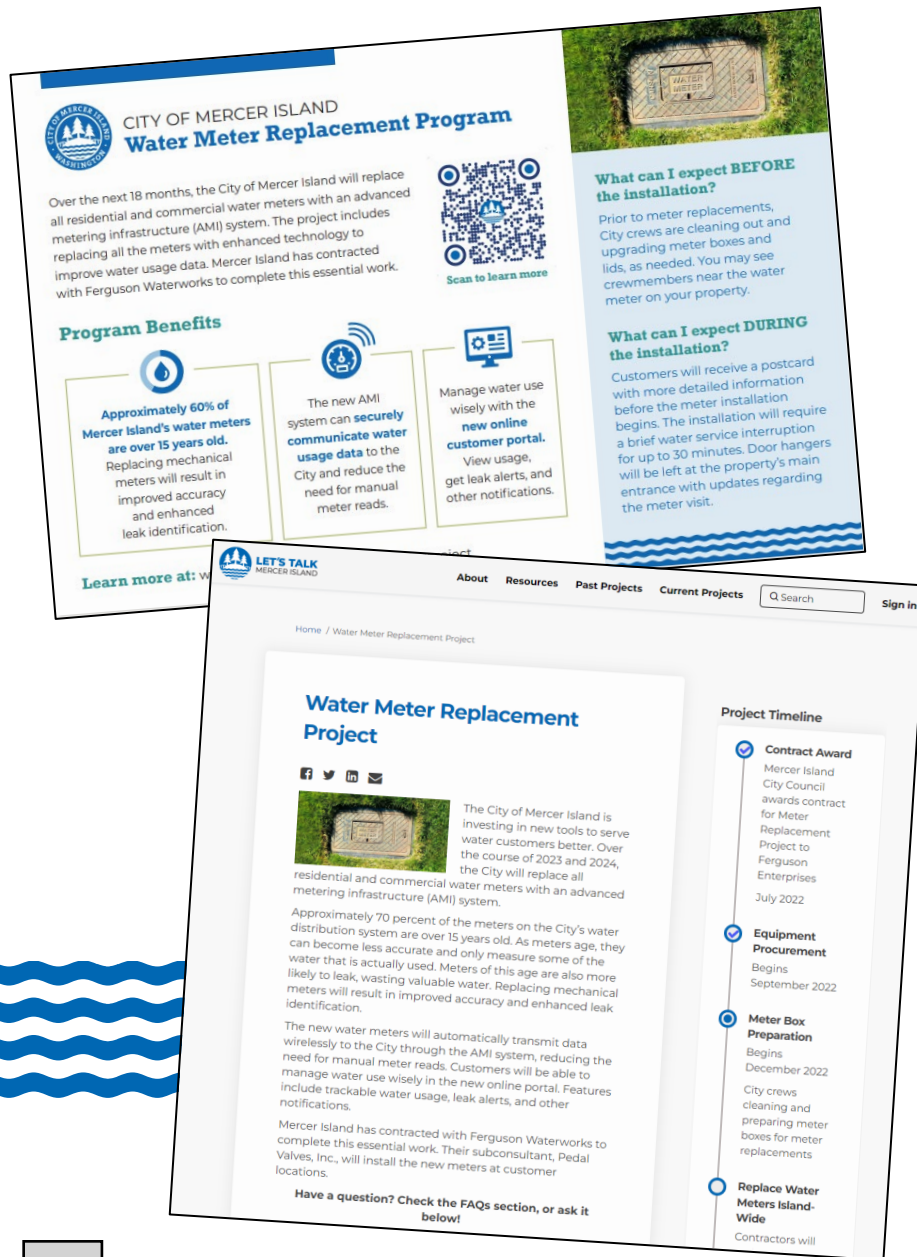 CITY OF MERCER ISLAND
WASHINGTON
CITY OF MERCER ISLAND
Water Meter Replacement Program
Over the next 18 months, the City of Mercer Island will replace
all residential and commercial water meters with an advanced
metering infrastructure (AMI) system. The project includes
replacing all the meters with enhanced technology to
improve water usage data. Mercer Island has contracted
with Ferguson Waterworks to complete this essential work.
Scan to learn more
Program Benefits
Approximately 60% of
Mercer Island's water meters
are over 15 years old.
Replacing mechanical
meters will result in
improved accuracy
and enhanced
leak identification.
The new AMI
system can securely
communicate water
usage data to the
City and reduce the
need for manual
meter reads.
Manage water use
wisely with the
new online
customer portal.
View usage,
get leak alerts, and
other notifications.
Learn more at:
WATER
METER
What can I expect BEFORE
the installation?
Prior to meter replacements,
City crews are cleaning out and
upgrading meter boxes and
lids, as needed. You may see
crewmembers near the water
meter on your property.
What can I expect DURING
the installation?
Customers will receive a postcard
with more detailed information
before the meter installation
begins. The installation will require
a brief water service interruption
for up to 30 minutes. Door hangers
will be left at the property's main
entrance with updates regarding
the meter visit.
LET'S TALK
MERCER ISLAND
About Resources Past Projects Current Projects Search Sign in
Home / Water Meter Replacement Project
Water Meter Replacement
Project
The City of Mercer Island is
investing in new tools to serve
water customers better. Over
the course of 2023 and 2024,
the City will replace all
residential and commercial water meters with an advanced
metering infrastructure (AMI) system.
Approximately 70 percent of the meters on the City's water
distribution system are over 15 years old. As meters age, they
can become less accurate and only measure some of the
water that is actually used. Meters of this age are also more
likely to leak, wasting valuable water. Replacing mechanical
meters will result in improved accuracy and enhanced leak
identification.
The new water meters will automatically transmit data
wirelessly to the City through the AMI system, reducing the
need for manual meter reads. Customers will be able to
manage water use wisely in the new online portal. Features
include trackable water usage, leak alerts, and other
notifications.
Mercer Island has contracted with Ferguson Waterworks to
complete this essential work. Their subconsultant, Pedal
Valves, Inc., will install the new meters at customer
locations.
Have a question? Check the FAQs section, or ask it
below!
Project Timeline
Contract Award
Mercer Island
City Council
awards contract
for Meter
Replacement
Project to
Ferguson
Enterprises
July 2022
Equipment
Procurement
Begins
September 2022
Meter Box
Preparation
Begins
December 2022
City crews
cleaning and
preparing meter
boxes for meter
replacements
Replace Water
Meters Island-
Wide
Contractors will